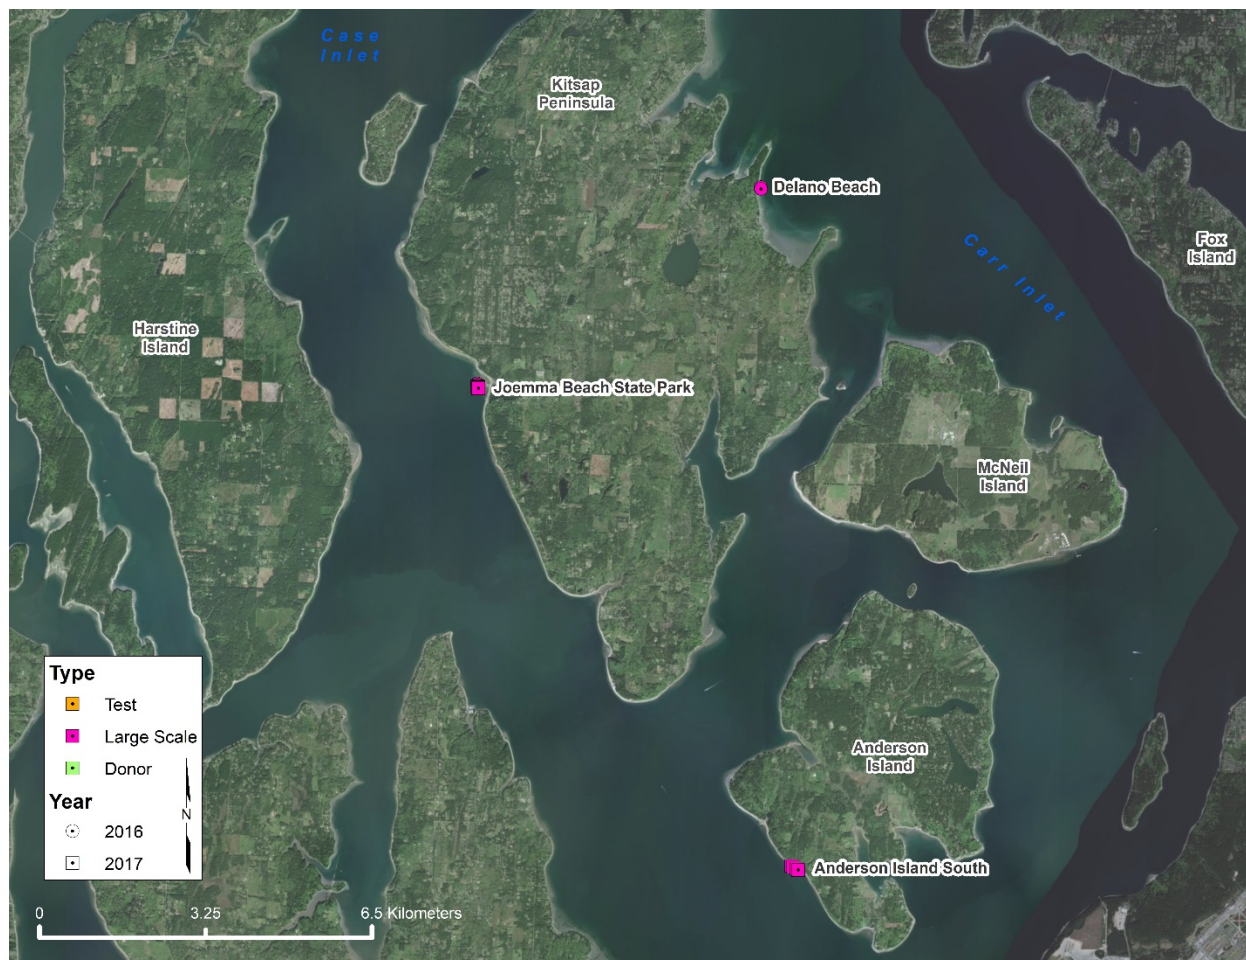 Case
Inlet
Kitsap
Peninsula
Delano Beach
Carr Inlet
Fox
Island
Harstine
Island
Joemma Beach State Park
McNeil
Island
Anderson
Island
Anderson Island South
Type
Test
Large Scale
Donor
Year
2016
2017
N
0
3.25
6.5 Kilometers